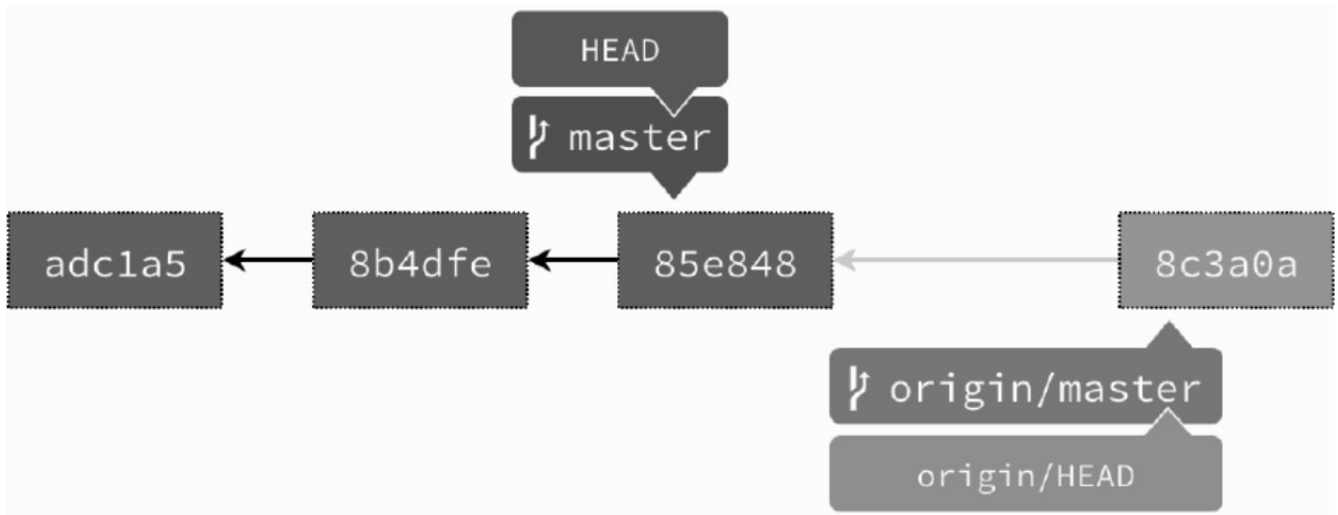 HEAD
master
adc1a5
8b4dfe
85e848
8c3a0a
origin/master
origin/HEAD